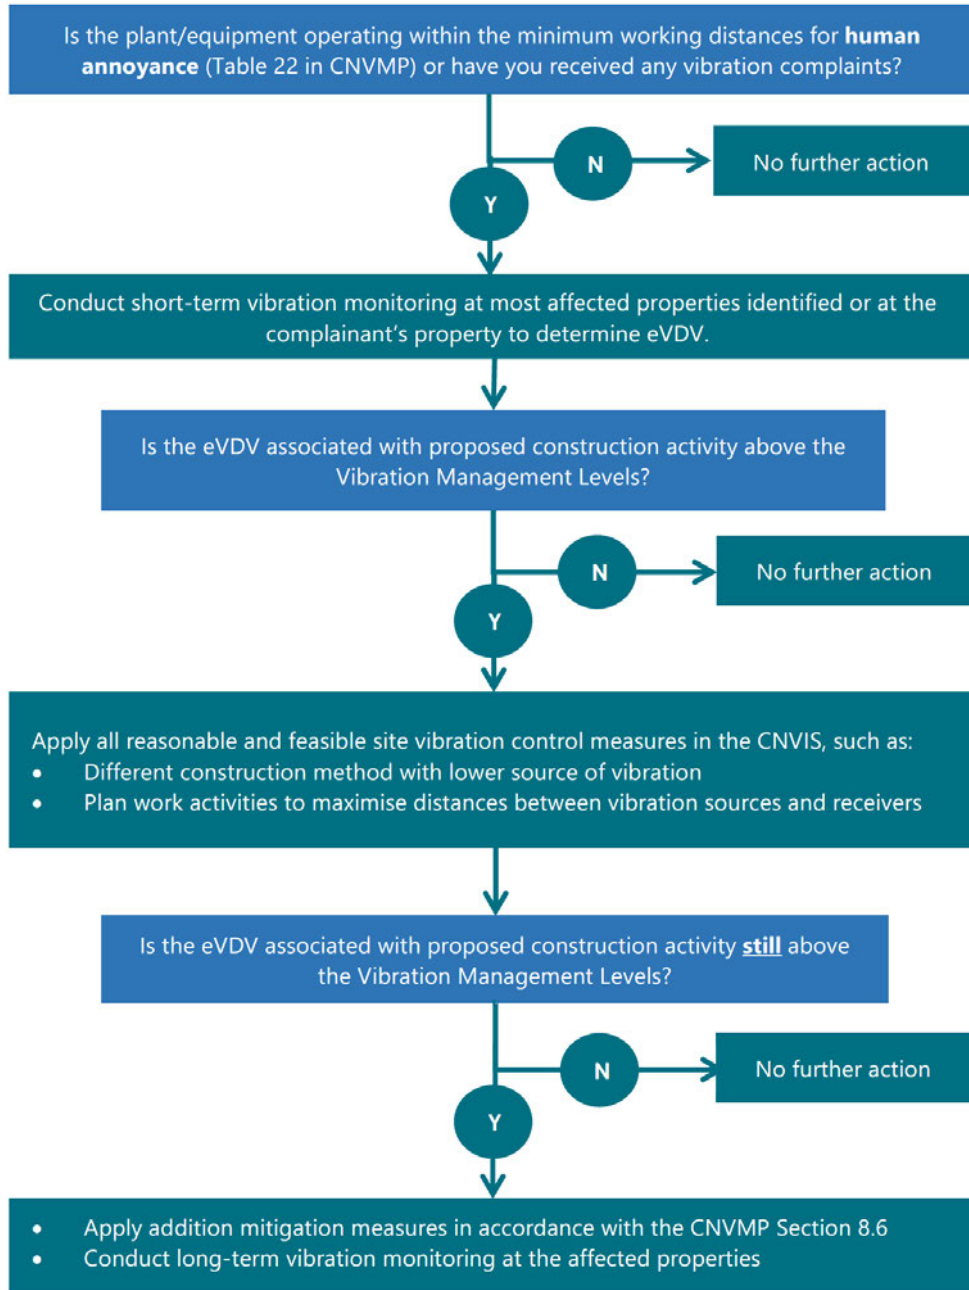 Is the plant/equipment operating within the minimum working distances for human
annoyance (Table 22 in CNVMP) or have you received any vibration complaints?
N
No further action
Y
Conduct short-term vibration monitoring at most affected properties identified or at the
complainant's property to determine eVDV.
Is the eVDV associated with proposed construction activity above the
Vibration Management Levels?
N
No further action
Y
Apply all reasonable and feasible site vibration control measures in the CNVIS, such as:
• Different construction method with lower source of vibration
• Plan work activities to maximise distances between vibration sources and receivers
Is the eVDV associated with proposed construction activity still above
the Vibration Management Levels?
N
No further action
Y
• Apply addition mitigation measures in accordance with the CNVMP Section 8.6
• Conduct long-term vibration monitoring at the affected properties